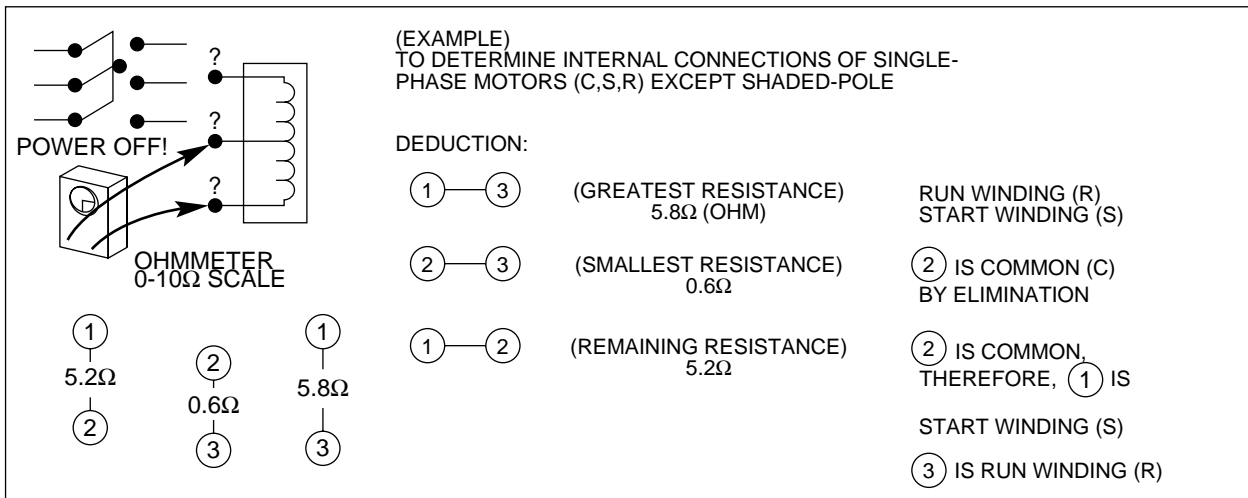 (EXAMPLE)
TO DETERMINE INTERNAL CONNECTIONS OF SINGLE-
PHASE MOTORS (C,S,R) EXCEPT SHADED-POLE
?
?
?
POWER OFF!
OHMMETER
0-10Ω SCALE
1
5.2Ω
2
2
0.6Ω
3
1
5.8Ω
3
DEDUCTION:
1 3 (GREATEST RESISTANCE) RUN WINDING (R)
5.8Ω (OHM) START WINDING (S)
2 3 (SMALLEST RESISTANCE) 2 IS COMMON (C)
0.6Ω BY ELIMINATION
1 2 (REMAINING RESISTANCE) 2 IS COMMON,
5.2Ω THEREFORE, 1 IS
START WINDING (S)
3 IS RUN WINDING (R)